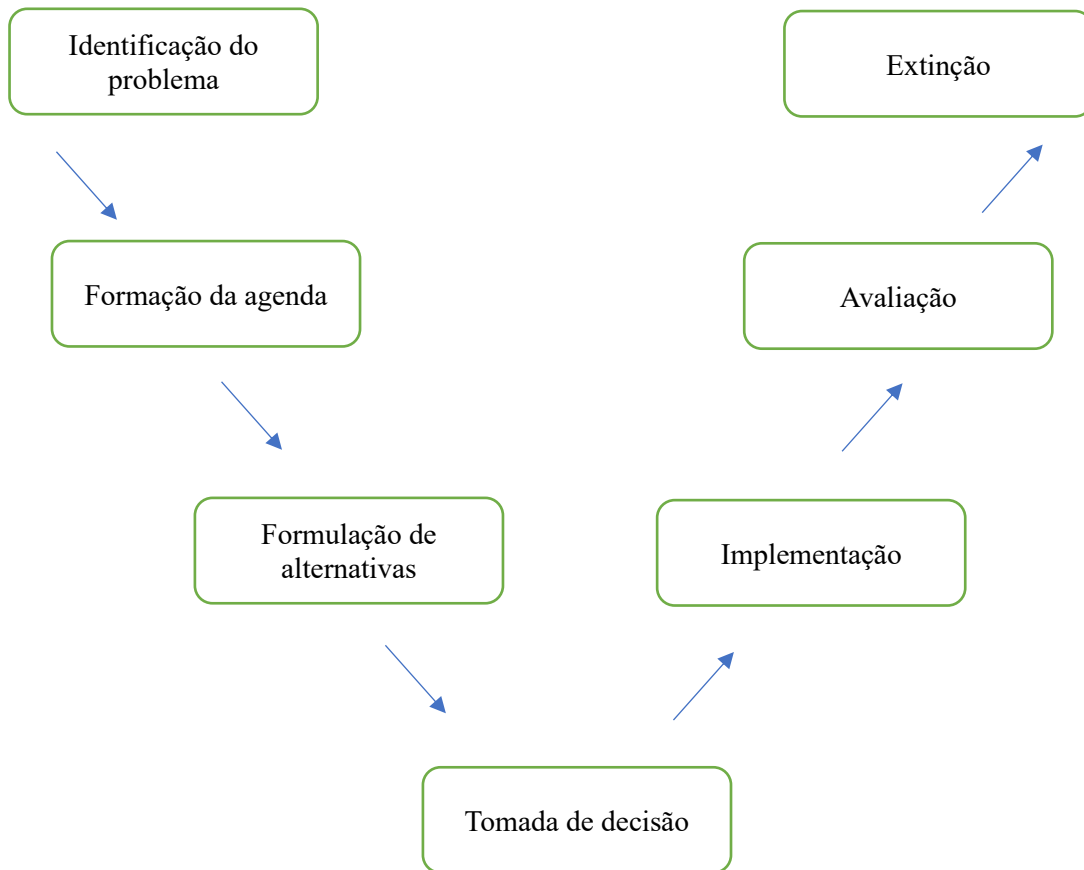 Identificação do
problema
Formação da agenda
Formulação de
alternativas
Tomada de decisão
Implementação
Avaliação
Extinção